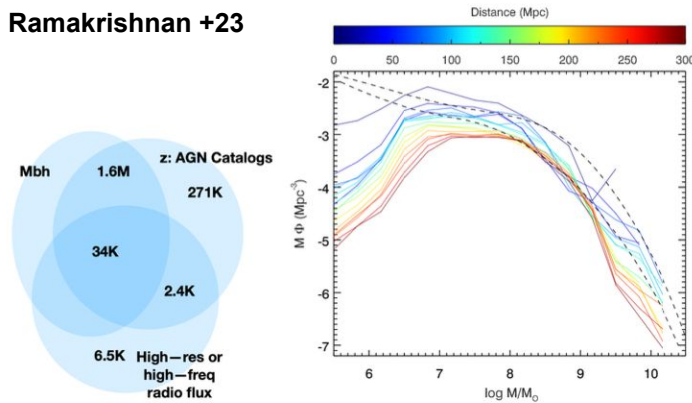 Ramakrishnan +23
Mbh
1.6M
z: AGN Catalogs
271K
34K
2.4K
6.5K
High—res or
high—freq
radio flux
Distance (Mpc)
0 50 100 150 200 250 300
M Φ (Mpc⁻³)
-2
-3
-4
-5
-6
-7
6 7 8 9 10
log M/M⊙